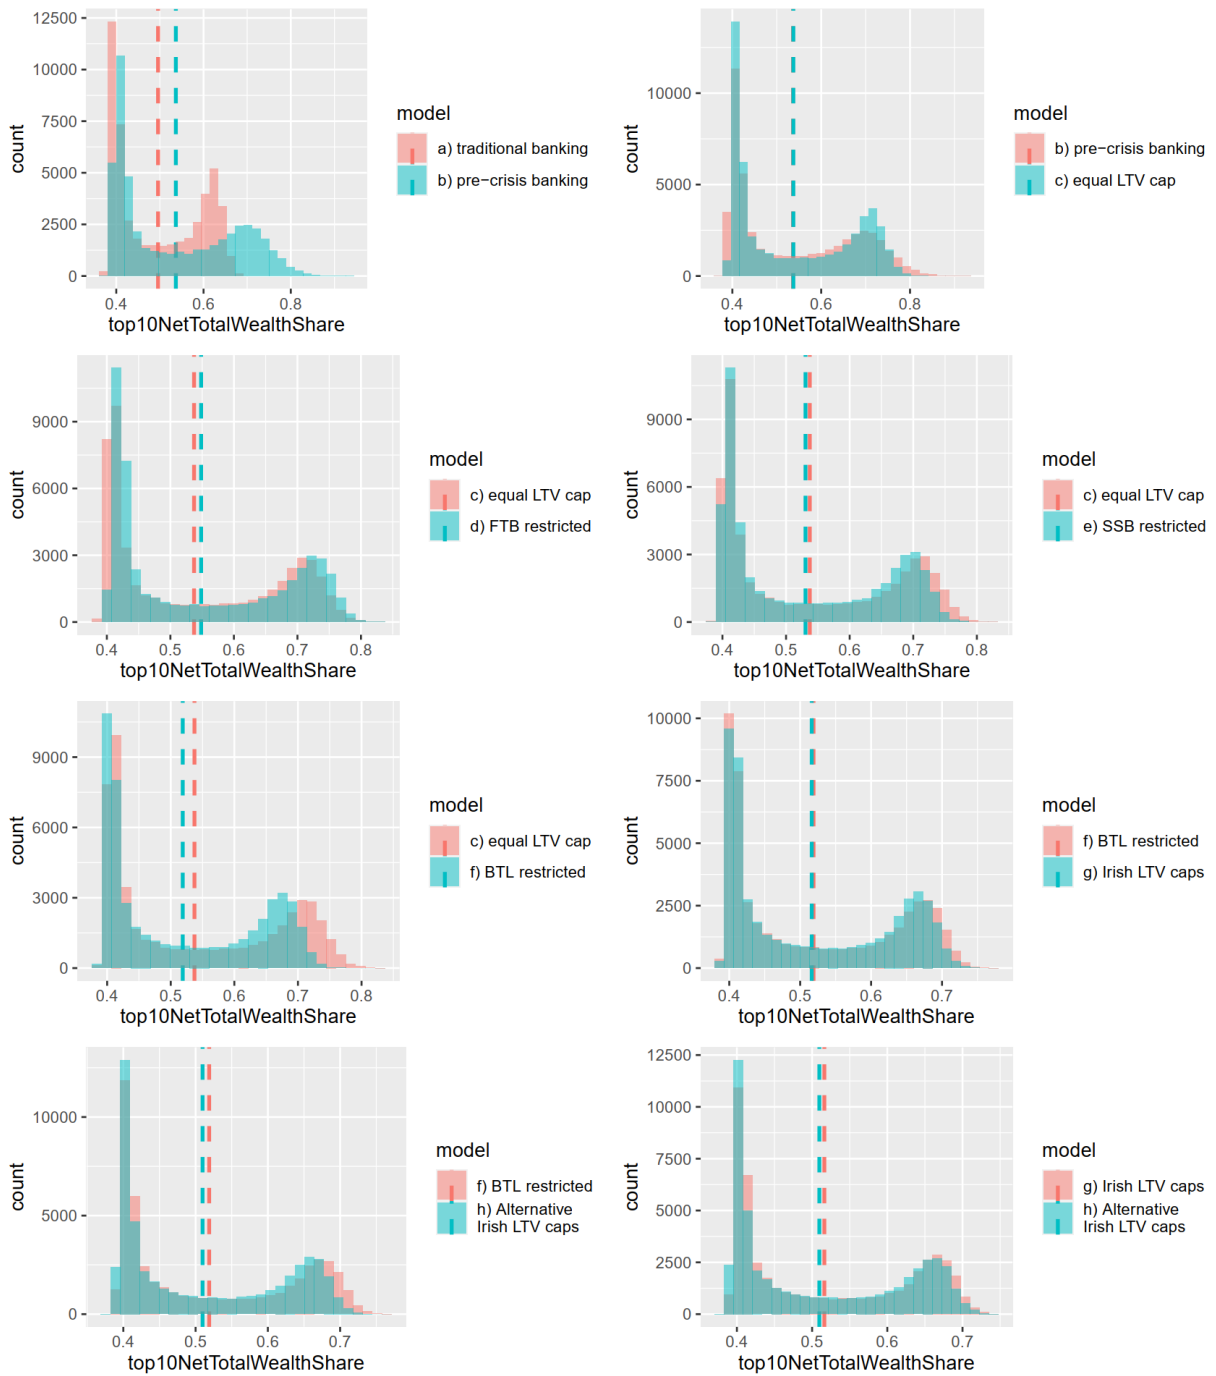 12500
10000
7500
5000
2500
0
count
0.4 0.6 0.8
top10NetTotalWealthShare
model
a) traditional banking
b) pre−crisis banking
10000
5000
0
count
0.4 0.6 0.8
top10NetTotalWealthShare
model
b) pre−crisis banking
c) equal LTV cap
9000
6000
3000
0
count
0.4 0.5 0.6 0.7 0.8
top10NetTotalWealthShare
model
c) equal LTV cap
d) FTB restricted
9000
6000
3000
0
count
0.4 0.5 0.6 0.7 0.8
top10NetTotalWealthShare
model
c) equal LTV cap
e) SSB restricted
9000
6000
3000
0
count
0.4 0.5 0.6 0.7 0.8
top10NetTotalWealthShare
model
c) equal LTV cap
f) BTL restricted
10000
7500
5000
2500
0
count
0.4 0.5 0.6 0.7
top10NetTotalWealthShare
model
f) BTL restricted
g) Irish LTV caps
10000
5000
0
count
0.4 0.5 0.6 0.7
top10NetTotalWealthShare
model
f) BTL restricted
h) Alternative
Irish LTV caps
12500
10000
7500
5000
2500
0
count
0.4 0.5 0.6 0.7
top10NetTotalWealthShare
model
g) Irish LTV caps
h) Alternative
Irish LTV caps